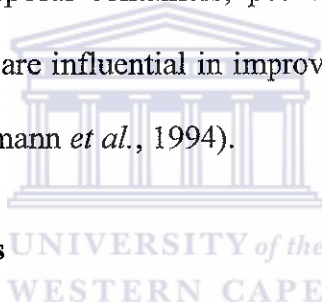 are influential in improv
mann et al., 1994).
s
UNIVERSITY of the
WESTERN CAPE